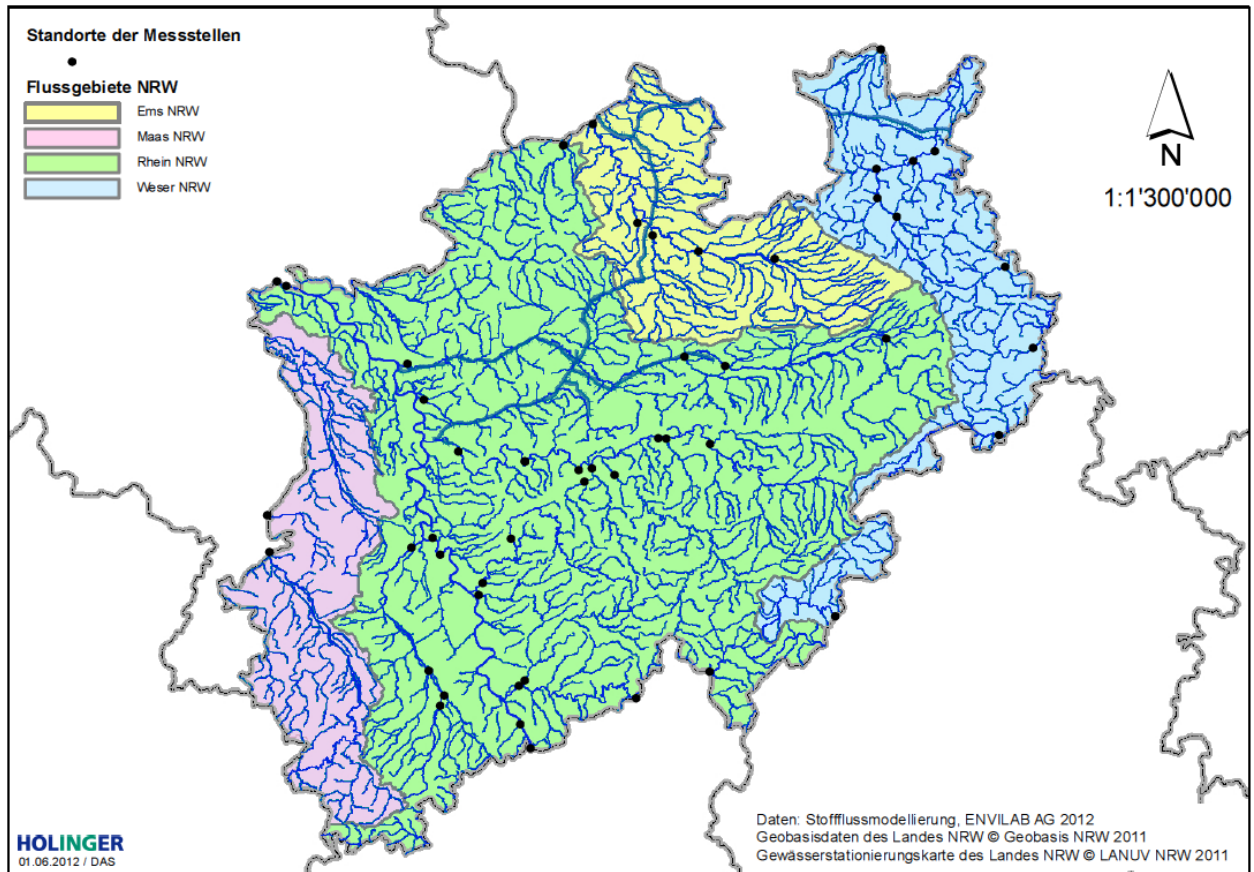 Standorte der Messstellen
Flussgebiete NRW
Ems NRW
Maas NRW
Rhein NRW
Weser NRW
N
1:1'300'000
HOLINGER
01.06.2012 / DAS
Daten: Stoffflussmodellierung, ENVILAB AG 2012
Geobasisdaten des Landes NRW © Geobasis NRW 2011
Gewässerstationierungskarte des Landes NRW © LANUV NRW 2011